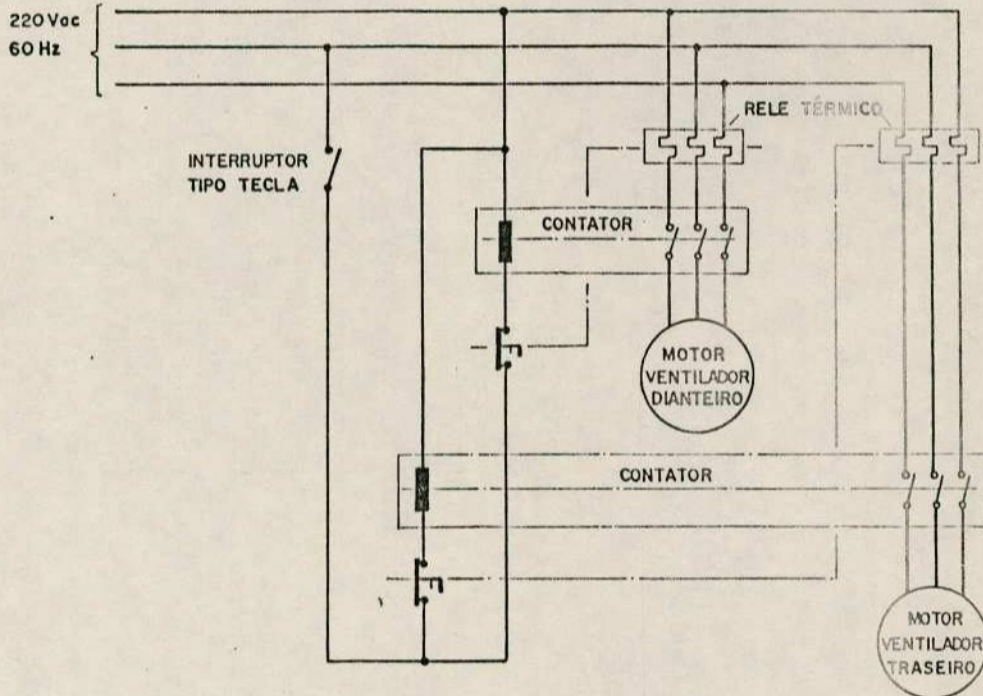 220 Vac
60 Hz
RELE TÉRMICO
INTERRUPTOR
TIPO TECLA
CONTATOR
MOTOR
VENTILADOR
DIANTEIRO
CONTATOR
MOTOR
VENTILADOR
TRASEIRO